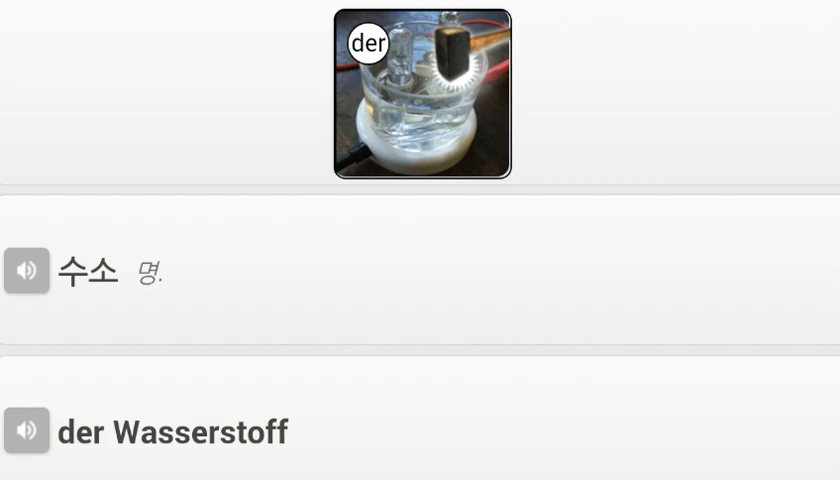 der
수소 명.
der Wasserstoff